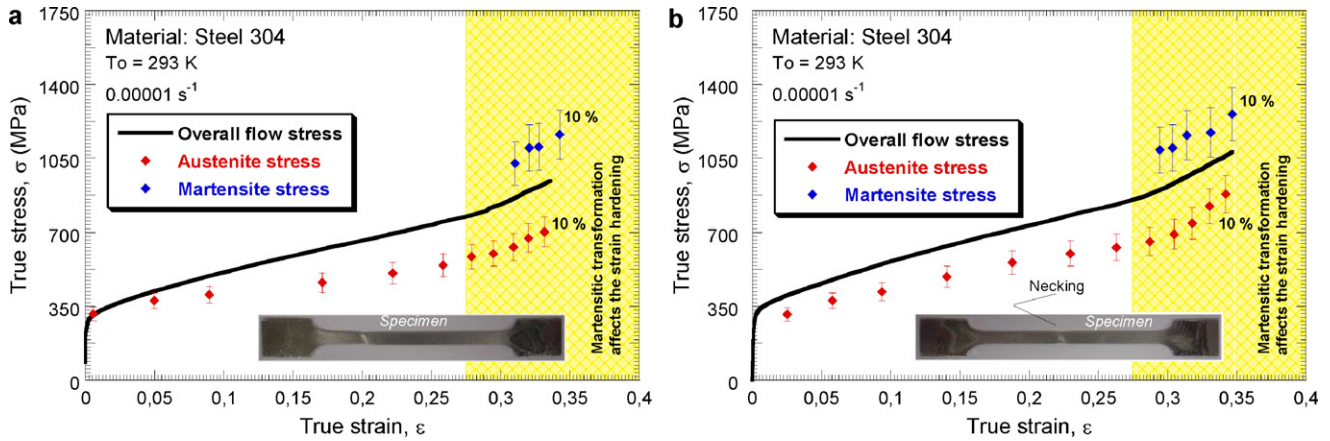 a
1750
1400
1050
700
350
0
True stress, σ (MPa)
Material: Steel 304
To = 293 K
0.00001 s⁻¹
Overall flow stress
Austenite stress
Martensite stress
10 %
10 %
Martensitic transformation
affects the strain hardening
Specimen
0 0,05 0,1 0,15 0,2 0,25 0,3 0,35 0,4
True strain, ε
b
1750
1400
1050
700
350
0
True stress, σ (MPa)
Material: Steel 304
To = 293 K
0.00001 s⁻¹
Overall flow stress
Austenite stress
Martensite stress
10 %
10 %
Martensitic transformation
affects the strain hardening
Necking
Specimen
0 0,05 0,1 0,15 0,2 0,25 0,3 0,35 0,4
True strain, ε